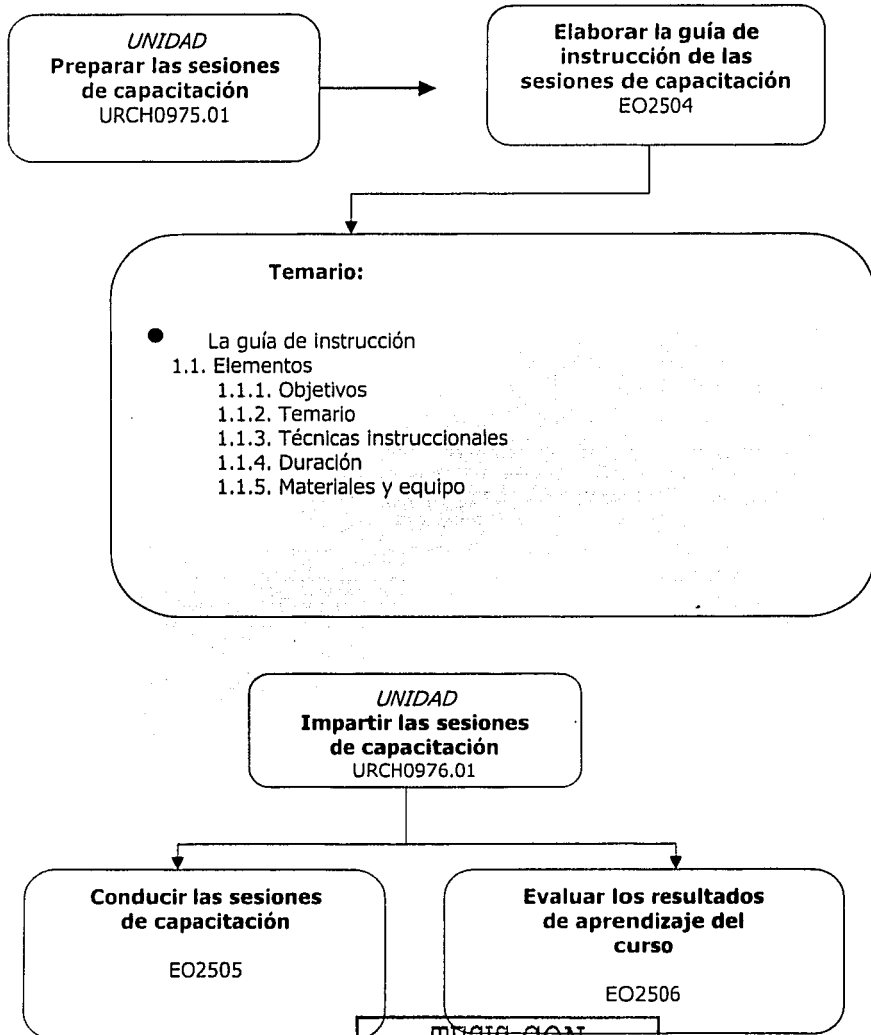 UNIDAD
Preparar las sesiones
de capacitación
URCH0975.01
Elaborar la guía de
instrucción de las
sesiones de capacitación
EO2504
Temario:
● La guía de instrucción
1.1. Elementos
1.1.1. Objetivos
1.1.2. Temario
1.1.3. Técnicas instruccionales
1.1.4. Duración
1.1.5. Materiales y equipo
UNIDAD
Impartir las sesiones
de capacitación
URCH0976.01
Conducir las sesiones
de capacitación
EO2505
Evaluar los resultados
de aprendizaje del
curso
EO2506
TESIS CON